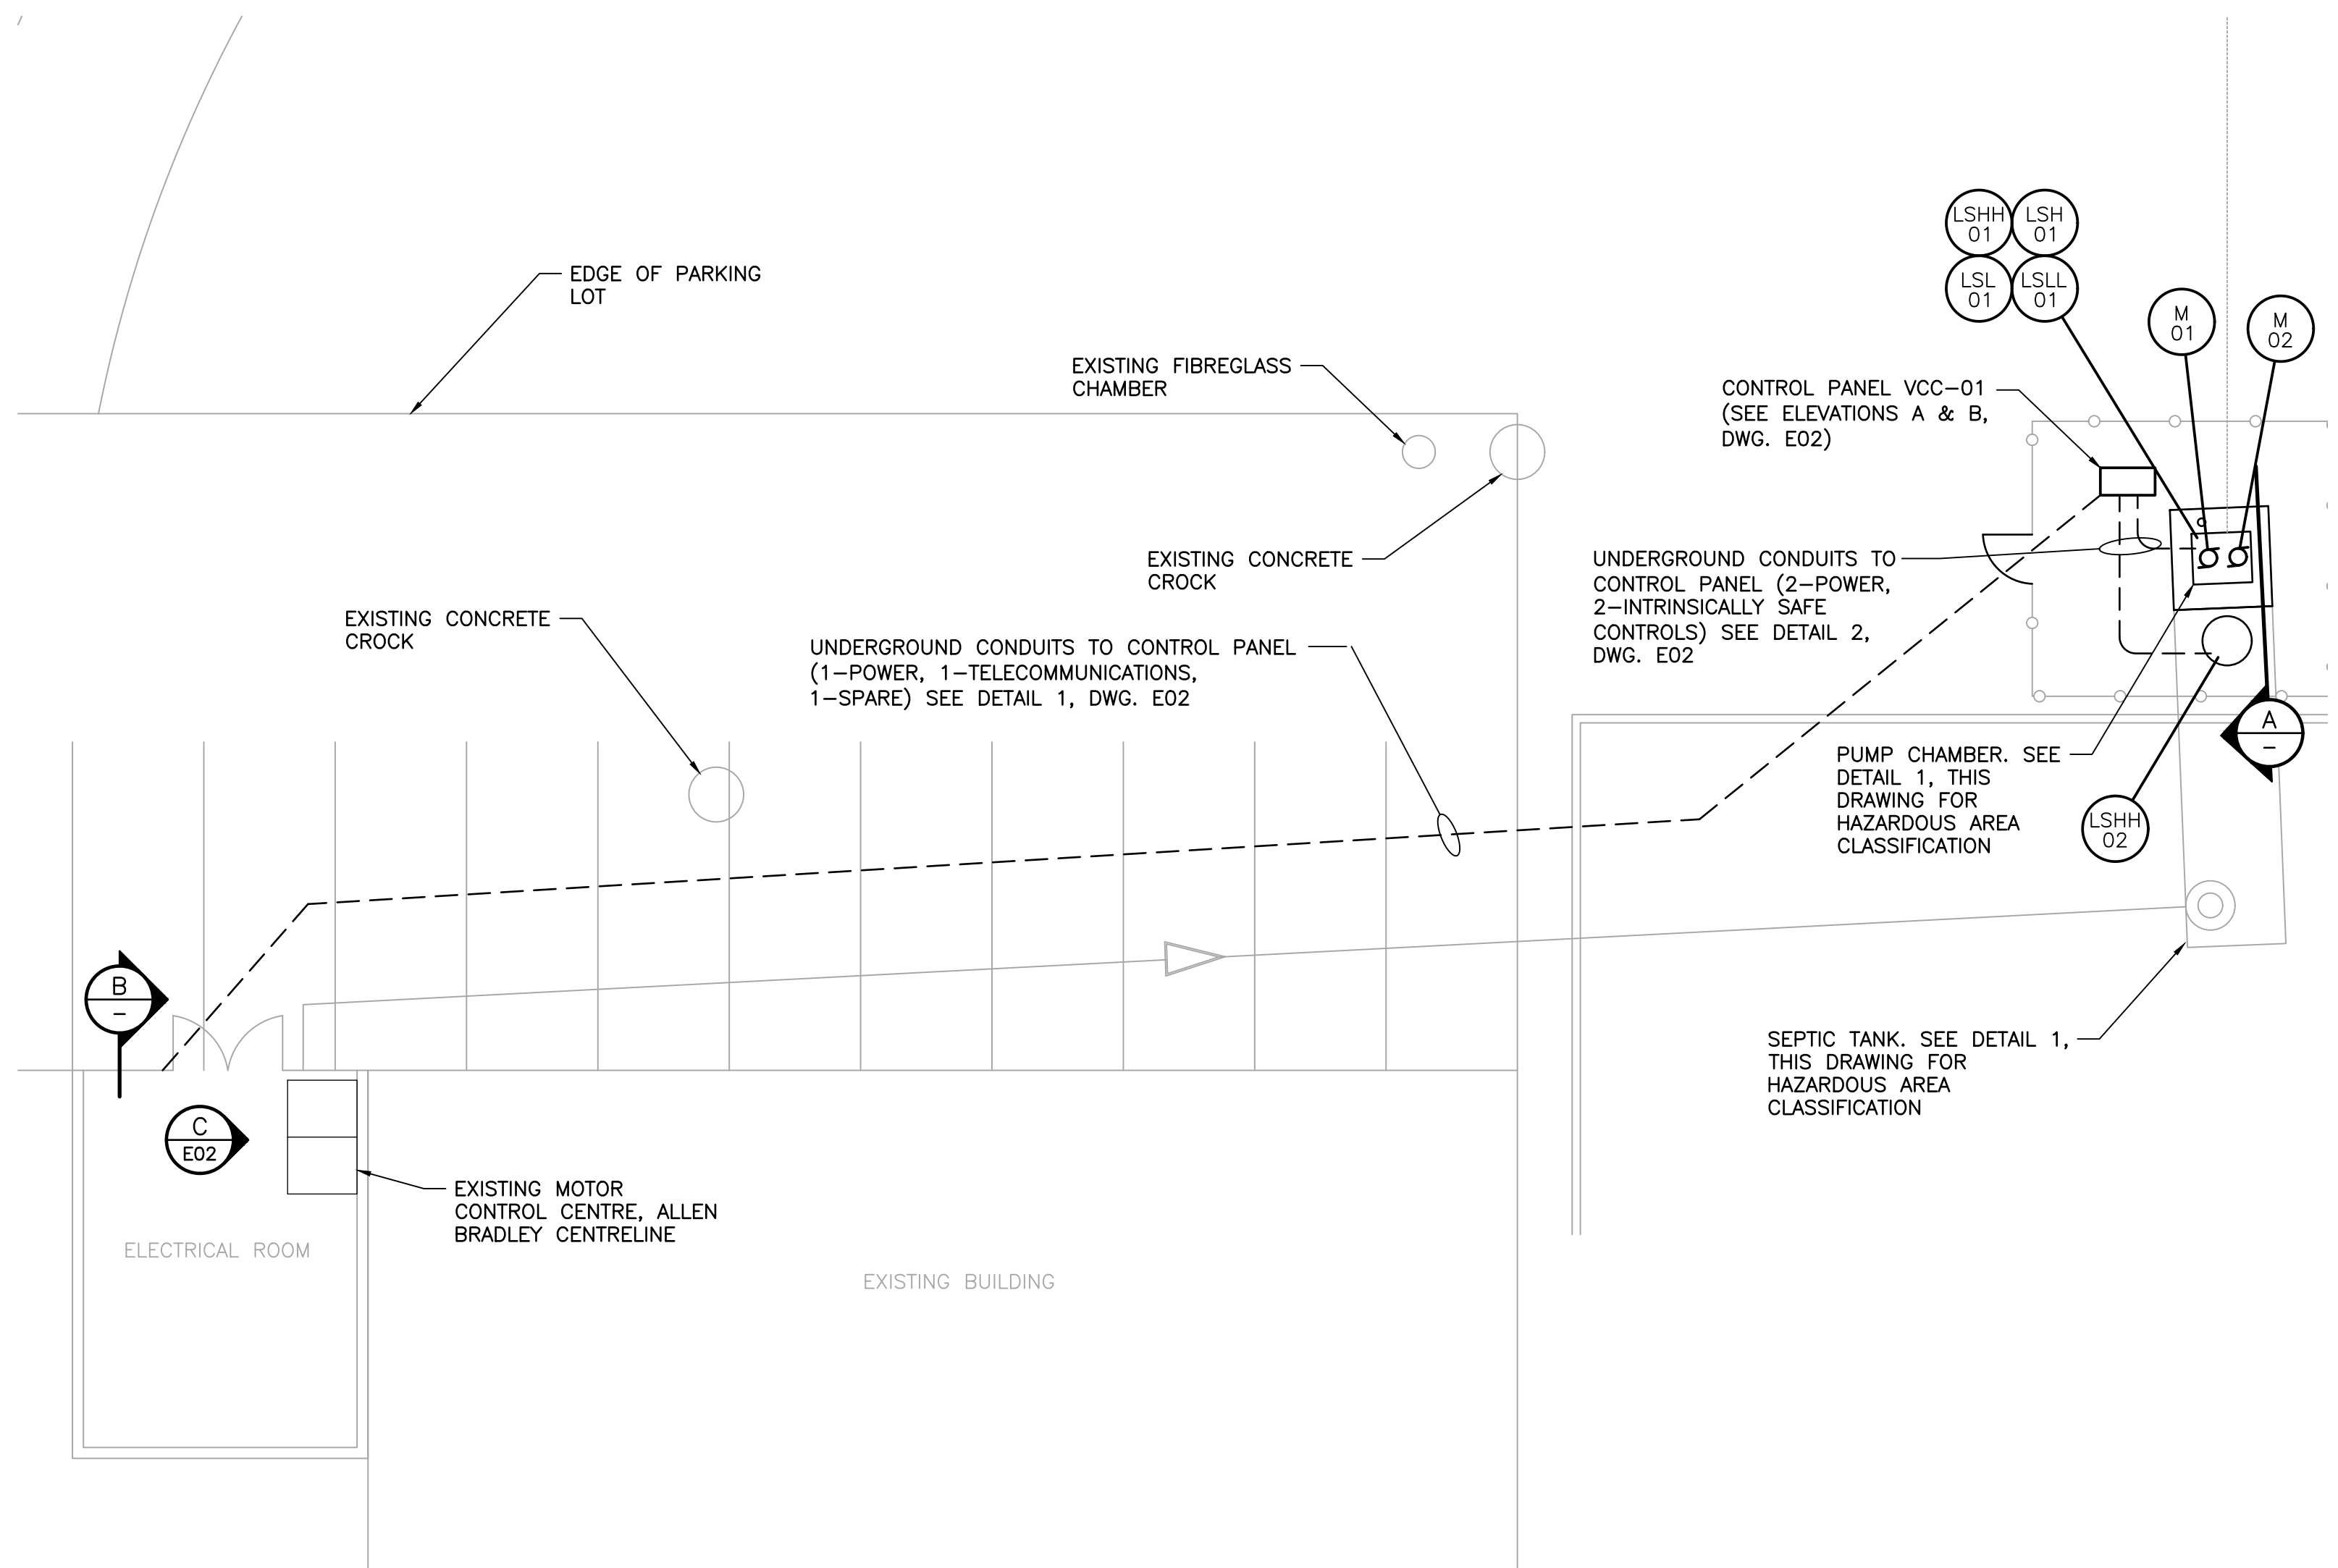 LSHH
01
LSH
01
LSL
01
LSLL
01
M
01
M
02
EDGE OF PARKING
LOT
EXISTING FIBREGLASS
CHAMBER
CONTROL PANEL VCC-01
(SEE ELEVATIONS A & B,
DWG. E02)
EXISTING CONCRETE
CROCK
UNDERGROUND CONDUITS TO
CONTROL PANEL (2-POWER,
2-INTRINSICALLY SAFE
CONTROLS) SEE DETAIL 2,
DWG. E02
EXISTING CONCRETE
CROCK
UNDERGROUND CONDUITS TO CONTROL PANEL
(1-POWER, 1-TELECOMMUNICATIONS,
1-SPARE) SEE DETAIL 1, DWG. E02
A
-
PUMP CHAMBER. SEE
DETAIL 1, THIS
DRAWING FOR
HAZARDOUS AREA
CLASSIFICATION
LSHH
02
B
-
SEPTIC TANK. SEE DETAIL 1,
THIS DRAWING FOR
HAZARDOUS AREA
CLASSIFICATION
C
E02
EXISTING MOTOR
CONTROL CENTRE, ALLEN
BRADLEY CENTRELINE
ELECTRICAL ROOM
EXISTING BUILDING